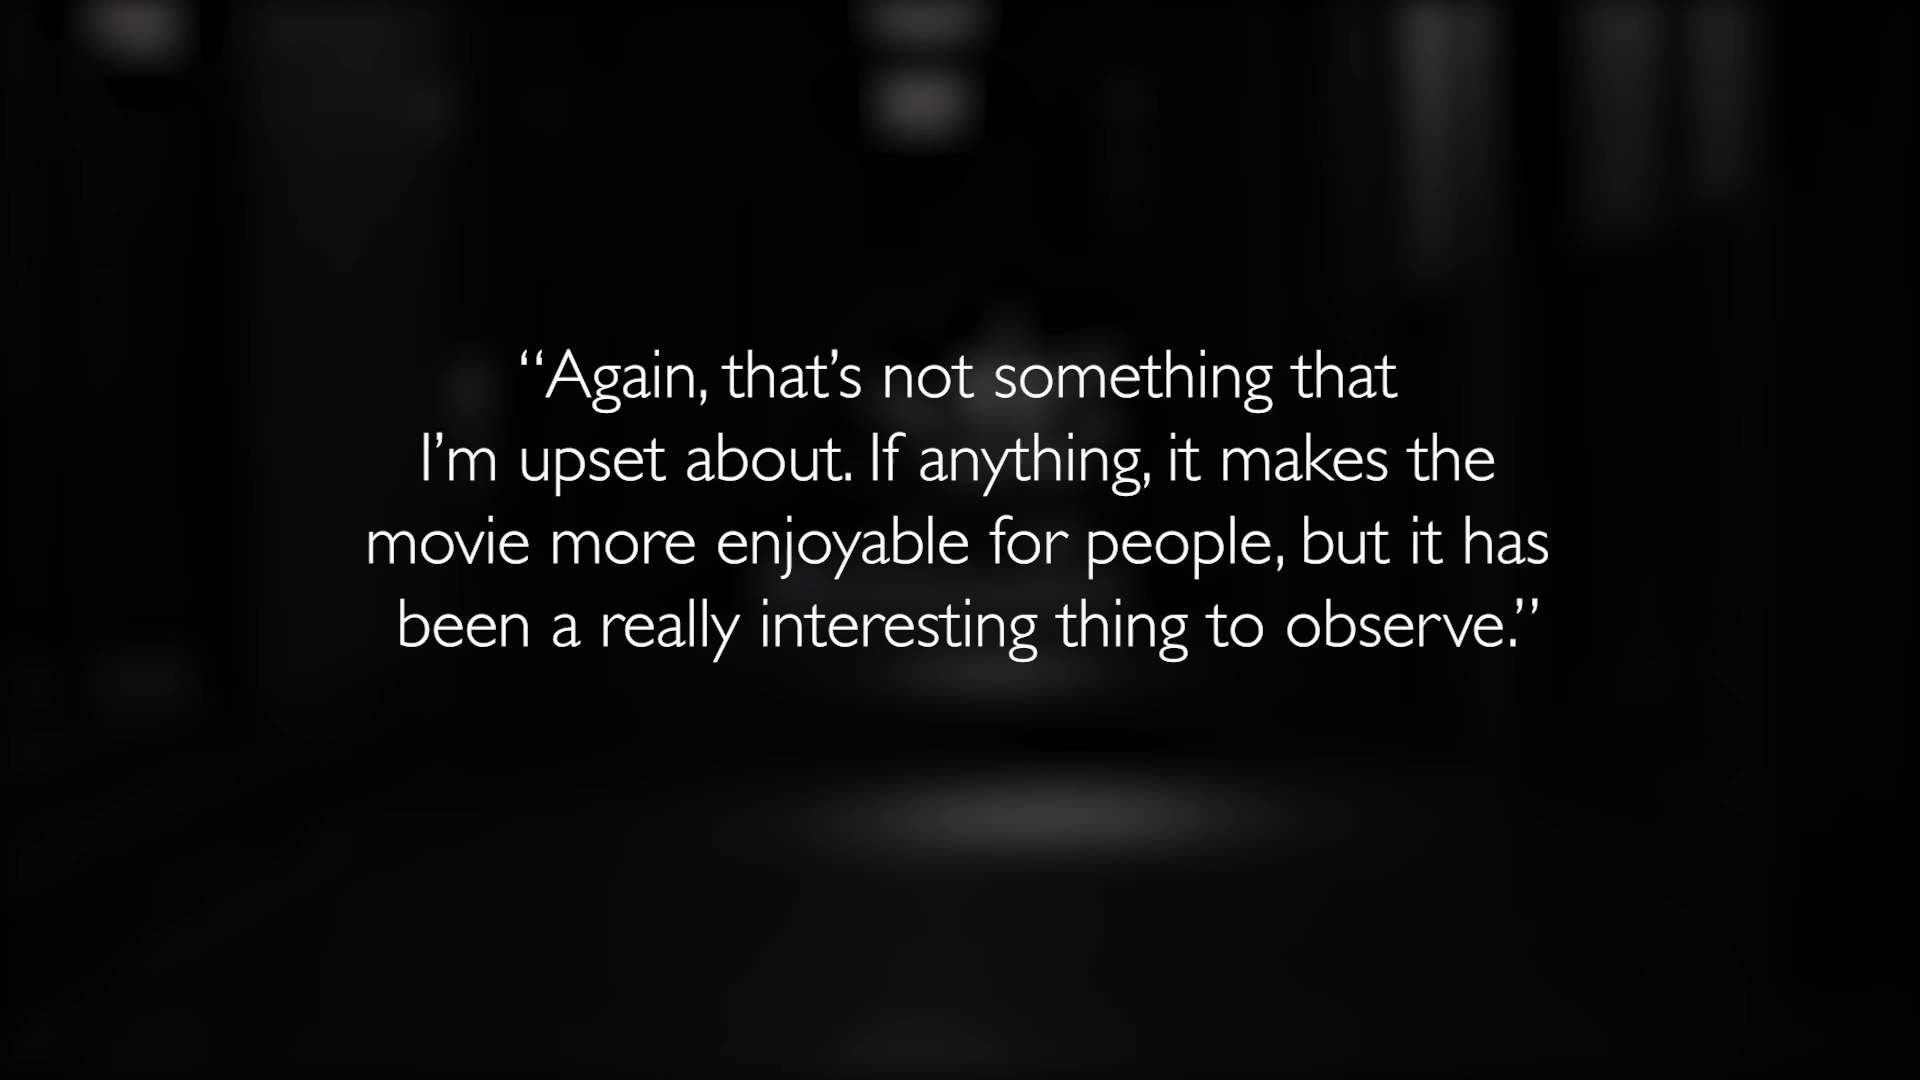 “Again, that’s not something that
I’m upset about. If anything, it makes the
movie more enjoyable for people, but it has
been a really interesting thing to observe.”